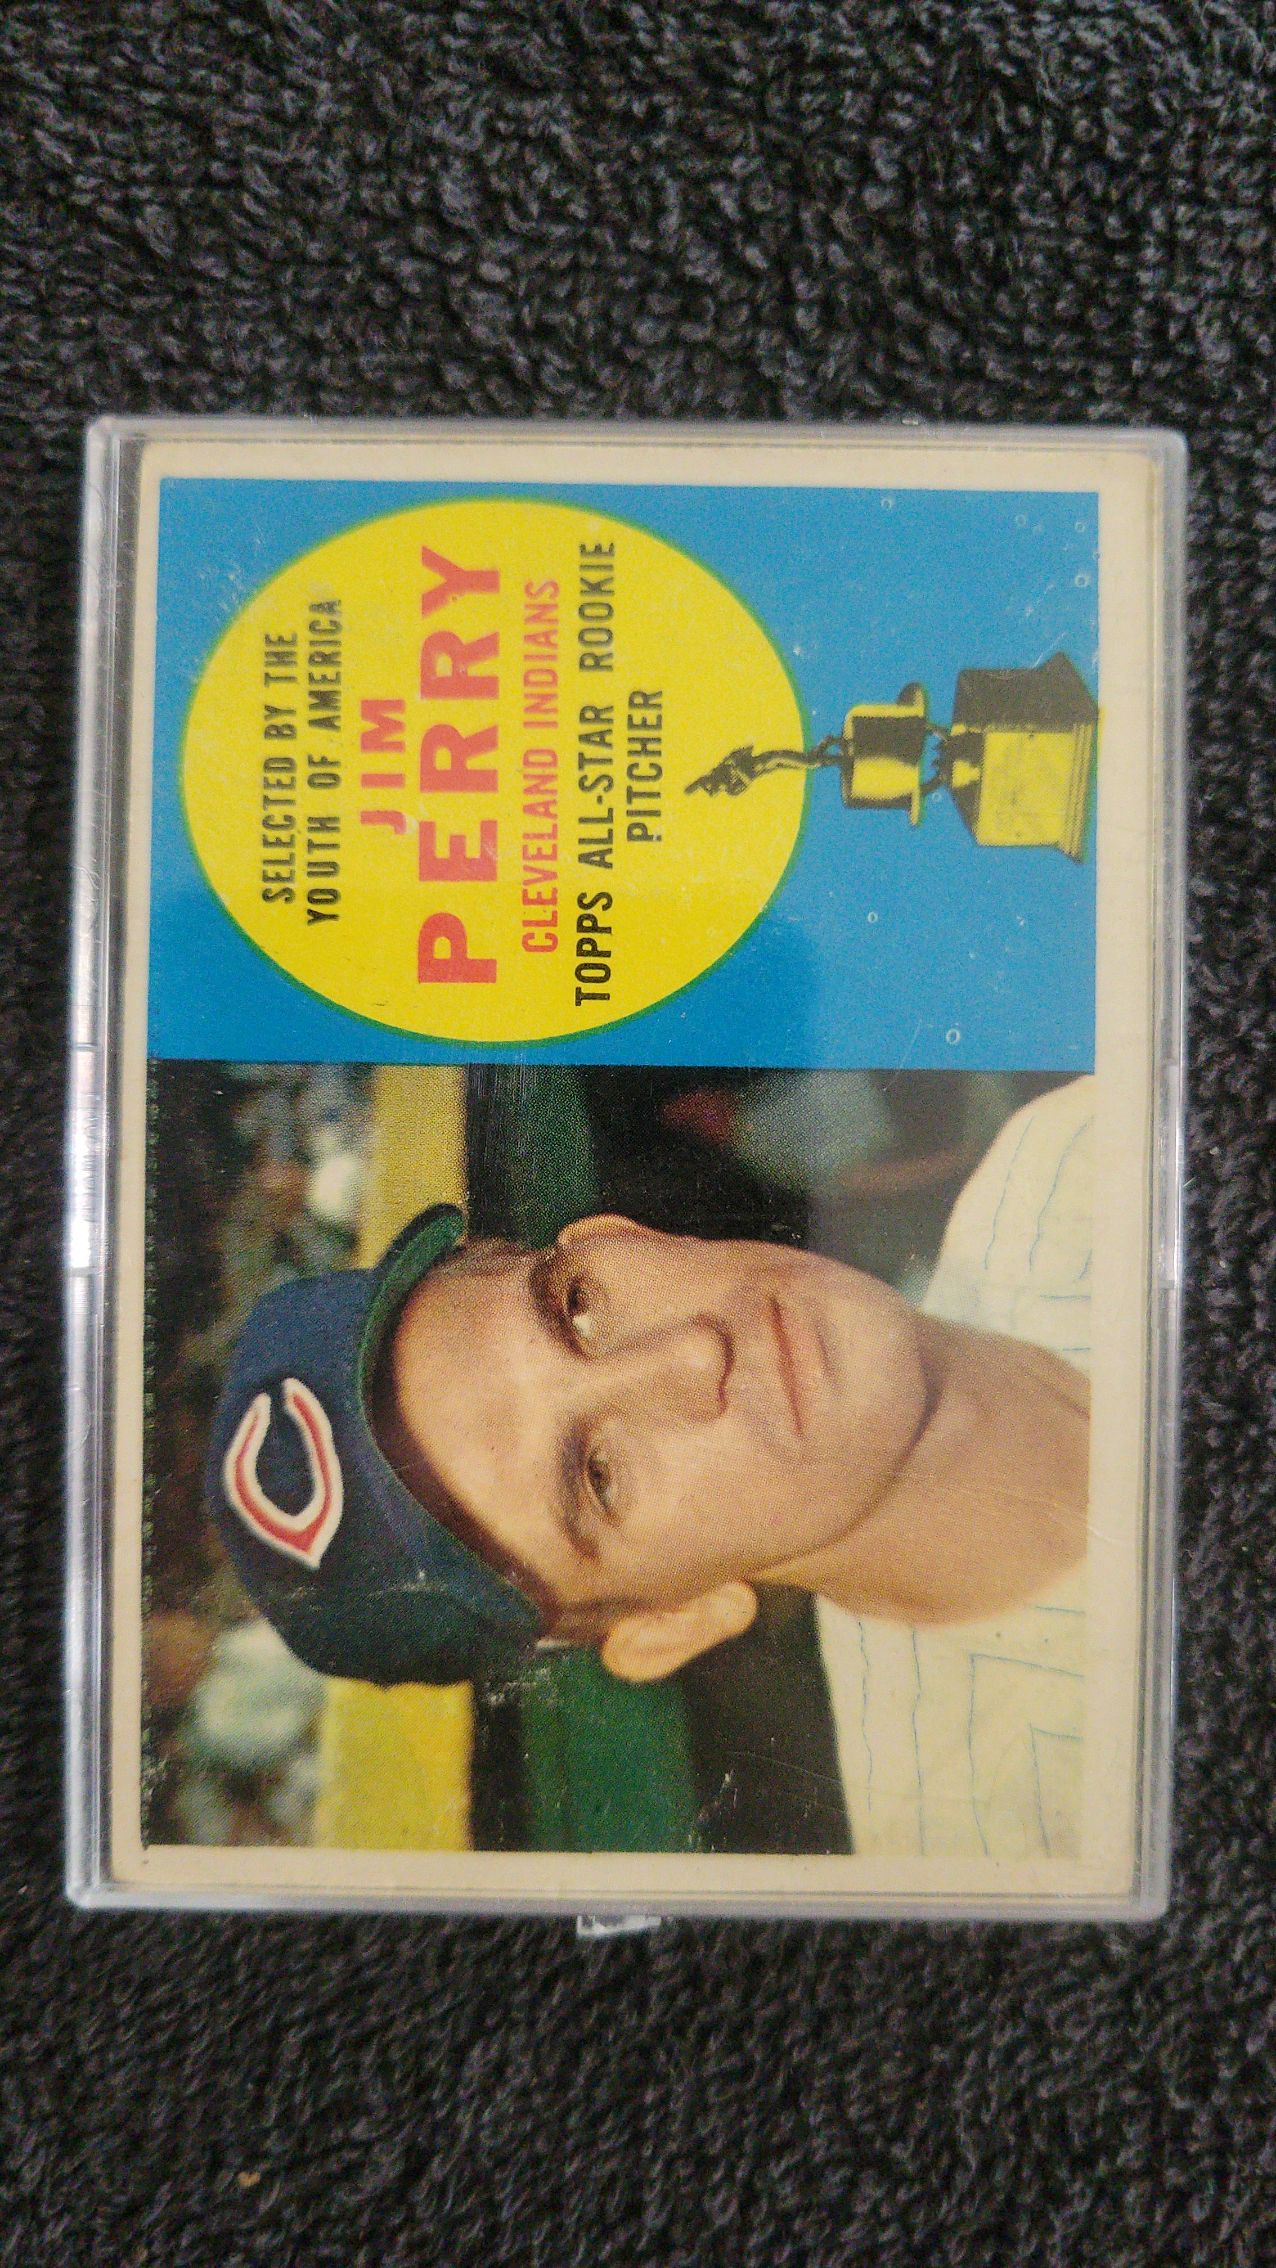 SELECTED BY THE
YOUTH OF AMERICA
JIM
PERRY
CLEVELAND INDIANS
TOPPS ALL-STAR ROOKIE
PITCHER
C